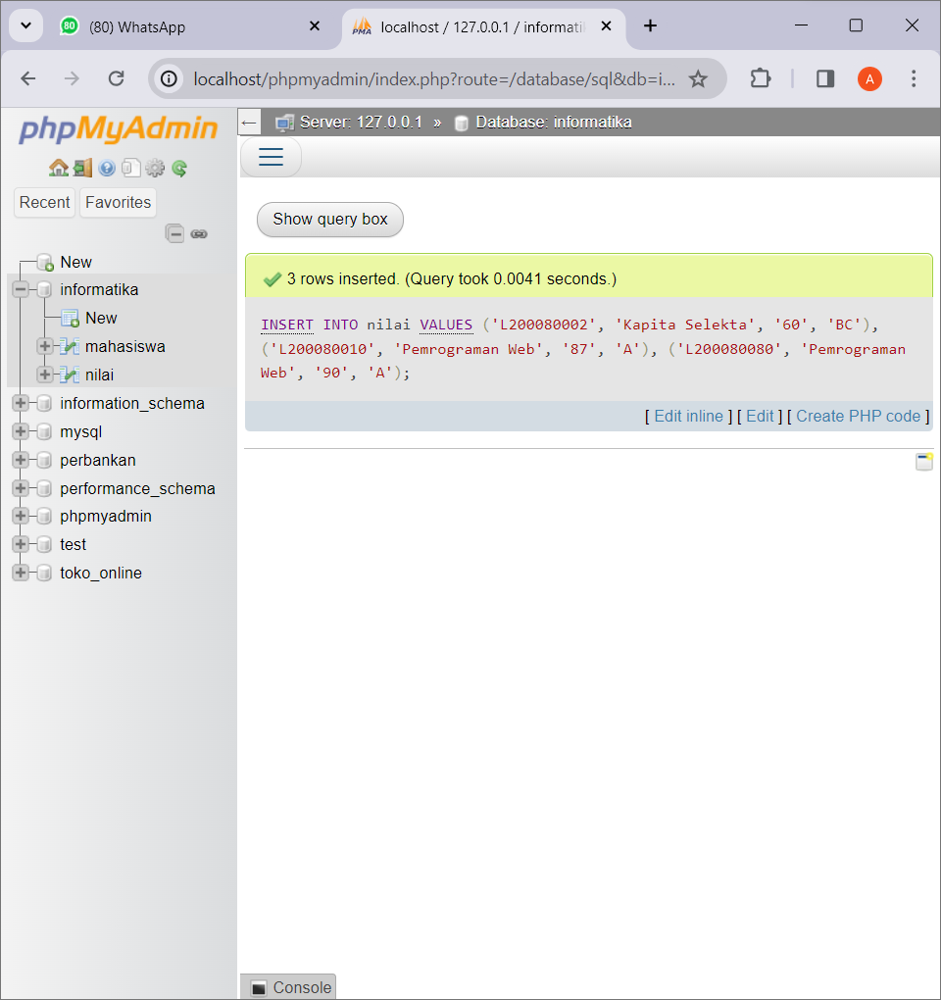 80 (80) WhatsApp
PMA localhost / 127.0.0.1 / informati
localhost/phpmyadmin/index.php?route=/database/sql&db=i...
A
phpMyAdmin
Recent Favorites
New
informatika
New
mahasiswa
nilai
information_schema
mysql
perbankan
performance_schema
phpmyadmin
test
toko_online
← Server: 127.0.0.1 » Database: informatika
Show query box
3 rows inserted. (Query took 0.0041 seconds.)
INSERT INTO nilai VALUES ('L200080002', 'Kapita Selekta', '60', 'BC'),
('L200080010', 'Pemrograman Web', '87', 'A'), ('L200080080', 'Pemrograman
Web', '90', 'A');
[ Edit inline ] [ Edit ] [ Create PHP code ]
Console